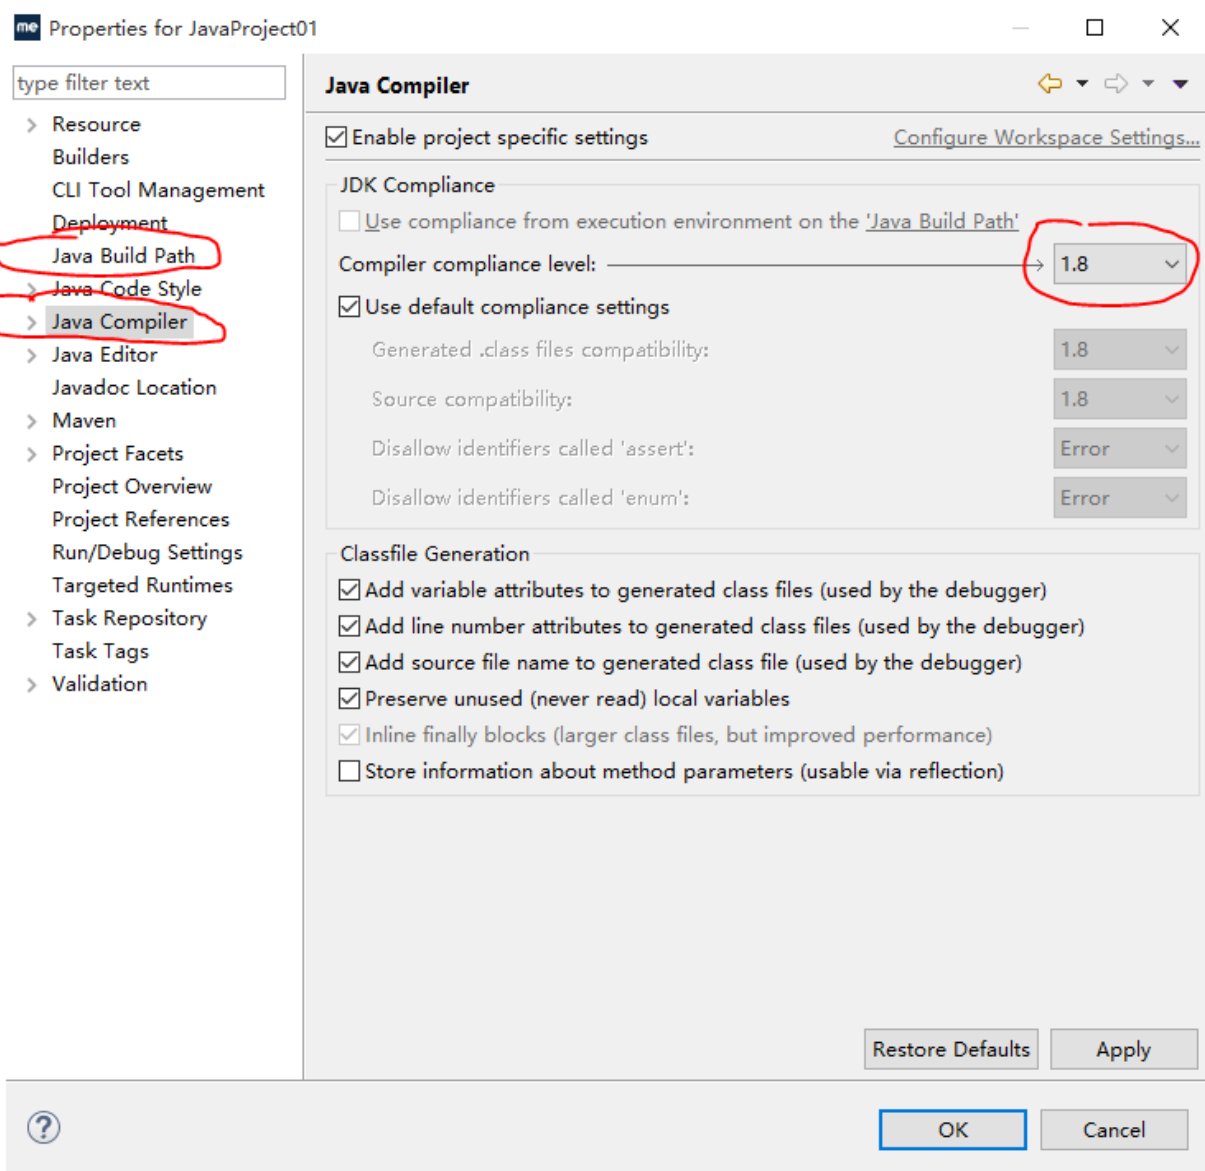 me Properties for JavaProject01
type filter text
Resource
Builders
CLI Tool Management
Deployment
Java Build Path
Java Code Style
Java Compiler
Java Editor
Javadoc Location
Maven
Project Facets
Project Overview
Project References
Run/Debug Settings
Targeted Runtimes
Task Repository
Task Tags
Validation
Java Compiler
Enable project specific settings Configure Workspace Settings...
JDK Compliance
Use compliance from execution environment on the 'Java Build Path'
Compiler compliance level: 1.8
Use default compliance settings
Generated .class files compatibility: 1.8
Source compatibility: 1.8
Disallow identifiers called 'assert': Error
Disallow identifiers called 'enum': Error
Classfile Generation
Add variable attributes to generated class files (used by the debugger)
Add line number attributes to generated class files (used by the debugger)
Add source file name to generated class file (used by the debugger)
Preserve unused (never read) local variables
Inline finally blocks (larger class files, but improved performance)
Store information about method parameters (usable via reflection)
Restore Defaults Apply
? OK Cancel